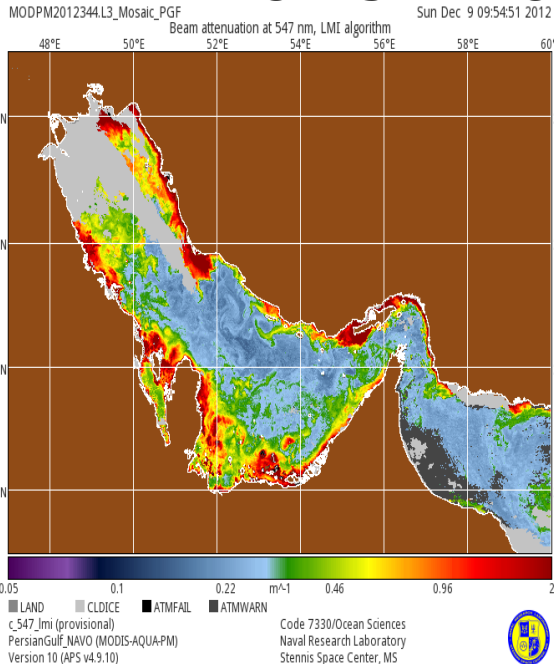 MODPM2012344.L3_Mosaic_PGF Sun Dec 9 09:54:51 2012
Beam attenuation at 547 nm, LMI algorithm
48°E 50°E 52°E 54°E 56°E 58°E 60°
N
N
N
N
0.05 0.1 0.22 m^-1 0.46 0.96 2
LAND CLDICE ATMFAIL ATMWARN
c_547_lmi (provisional) Code 7330/Ocean Sciences
PersianGulf_NAVO (MODIS-AQUA-PM) Naval Research Laboratory
Version 10 (APS v4.9.10) Stennis Space Center, MS